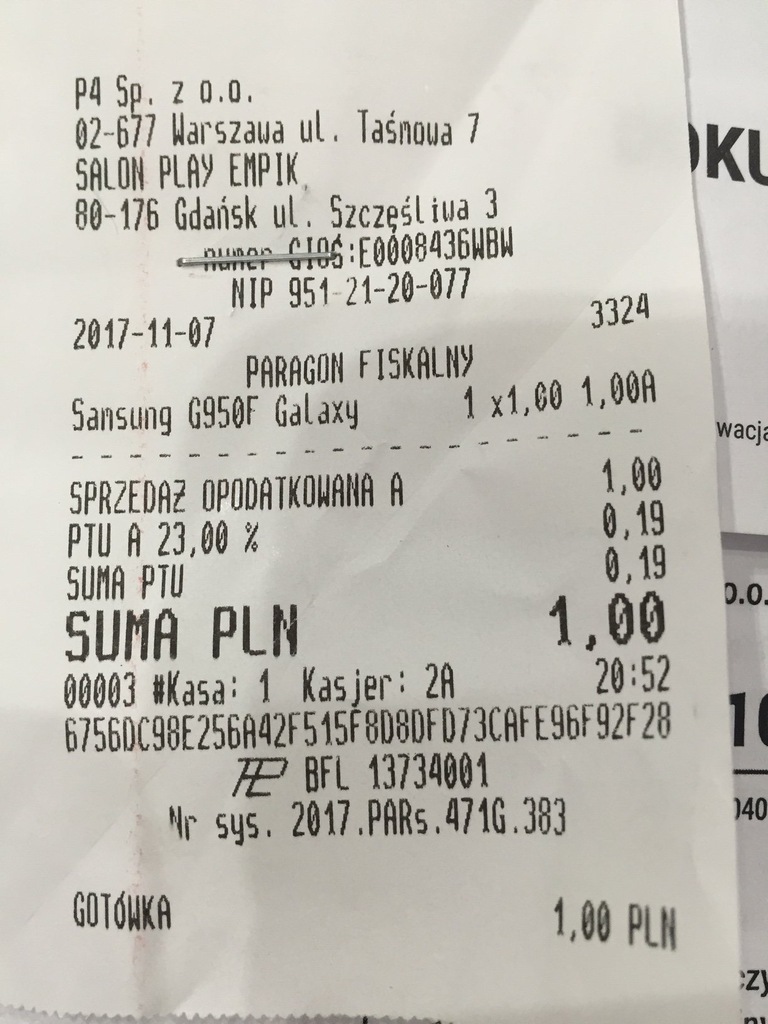 P4 Sp. z o.o.
02-677 Warszawa ul. Taśmowa 7
SALON PLAY EMPIK
80-176 Gdańsk ul. Szczęśliwa 3
numer GIOŚ:E0008436WBW
NIP 951-21-20-077
2017-11-07 3324
PARAGON FISKALNY
Samsung G950F Galaxy 1 x1,00 1,00A
SPRZEDAŻ OPODATKOWANA A 1,00
PTU A 23,00 % 0,19
SUMA PTU 0,19
SUMA PLN 1,00
00003 #Kasa: 1 Kasjer: 2A 20:52
6756DC98E256A42F515F8D8DFD73CAFE96F92F28
BFL 13734001
Nr sys. 2017.PARs.471G.383
GOTÓWKA 1,00 PLN
OKU
wacja
o.o.
10
040
czy